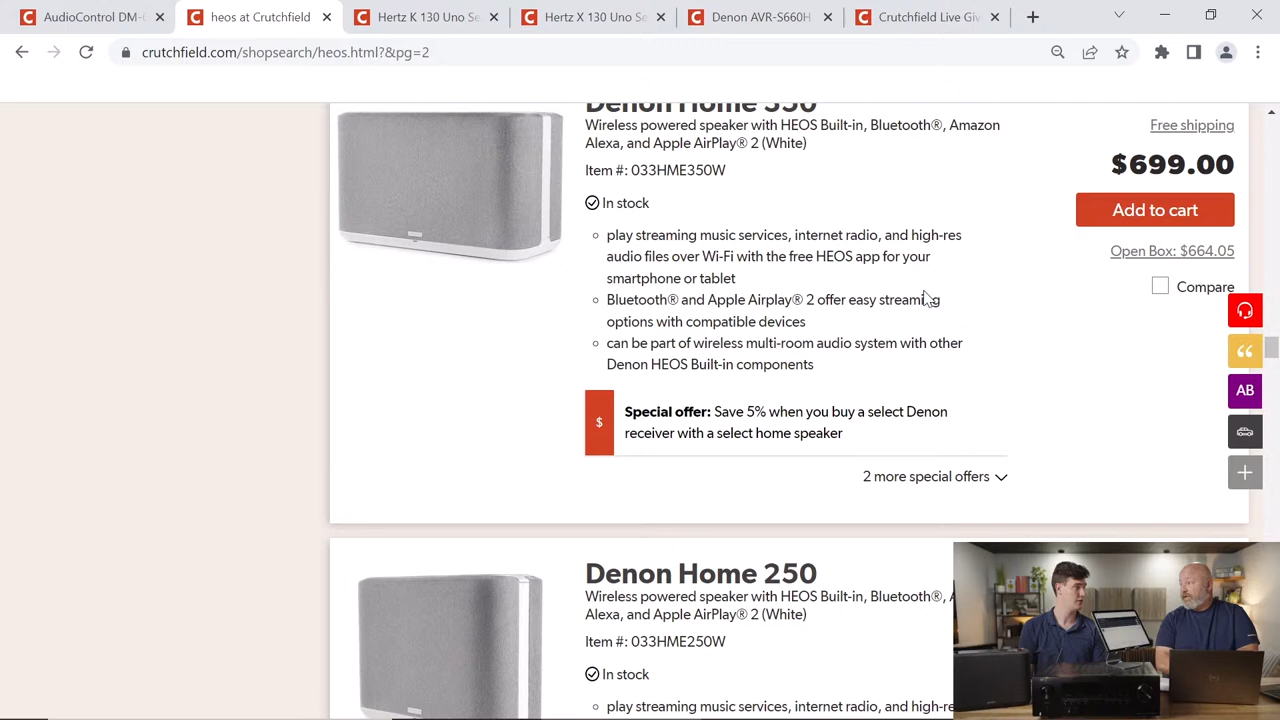 AudioControl DM-
heos at Crutchfield
Hertz K 130 Uno Se
Hertz X 130 Uno Se
Denon AVR-S660H
Crutchfield Live Giv
crutchfield.com/shopsearch/heos.html?&pg=2
Denon Home 350
Wireless powered speaker with HEOS Built-in, Bluetooth®, Amazon
Alexa, and Apple AirPlay® 2 (White)
Item #: 033HME350W
In stock
play streaming music services, internet radio, and high-res
audio files over Wi-Fi with the free HEOS app for your
smartphone or tablet
Bluetooth® and Apple Airplay® 2 offer easy streaming
options with compatible devices
can be part of wireless multi-room audio system with other
Denon HEOS Built-in components
$
Special offer: Save 5% when you buy a select Denon
receiver with a select home speaker
2 more special offers
Free shipping
$699.00
Add to cart
Open Box: $664.05
Compare
AB
Denon Home 250
Wireless powered speaker with HEOS Built-in, Bluetooth®,
Alexa, and Apple AirPlay® 2 (White)
Item #: 033HME250W
In stock
play streaming music services, internet radio, and high-re